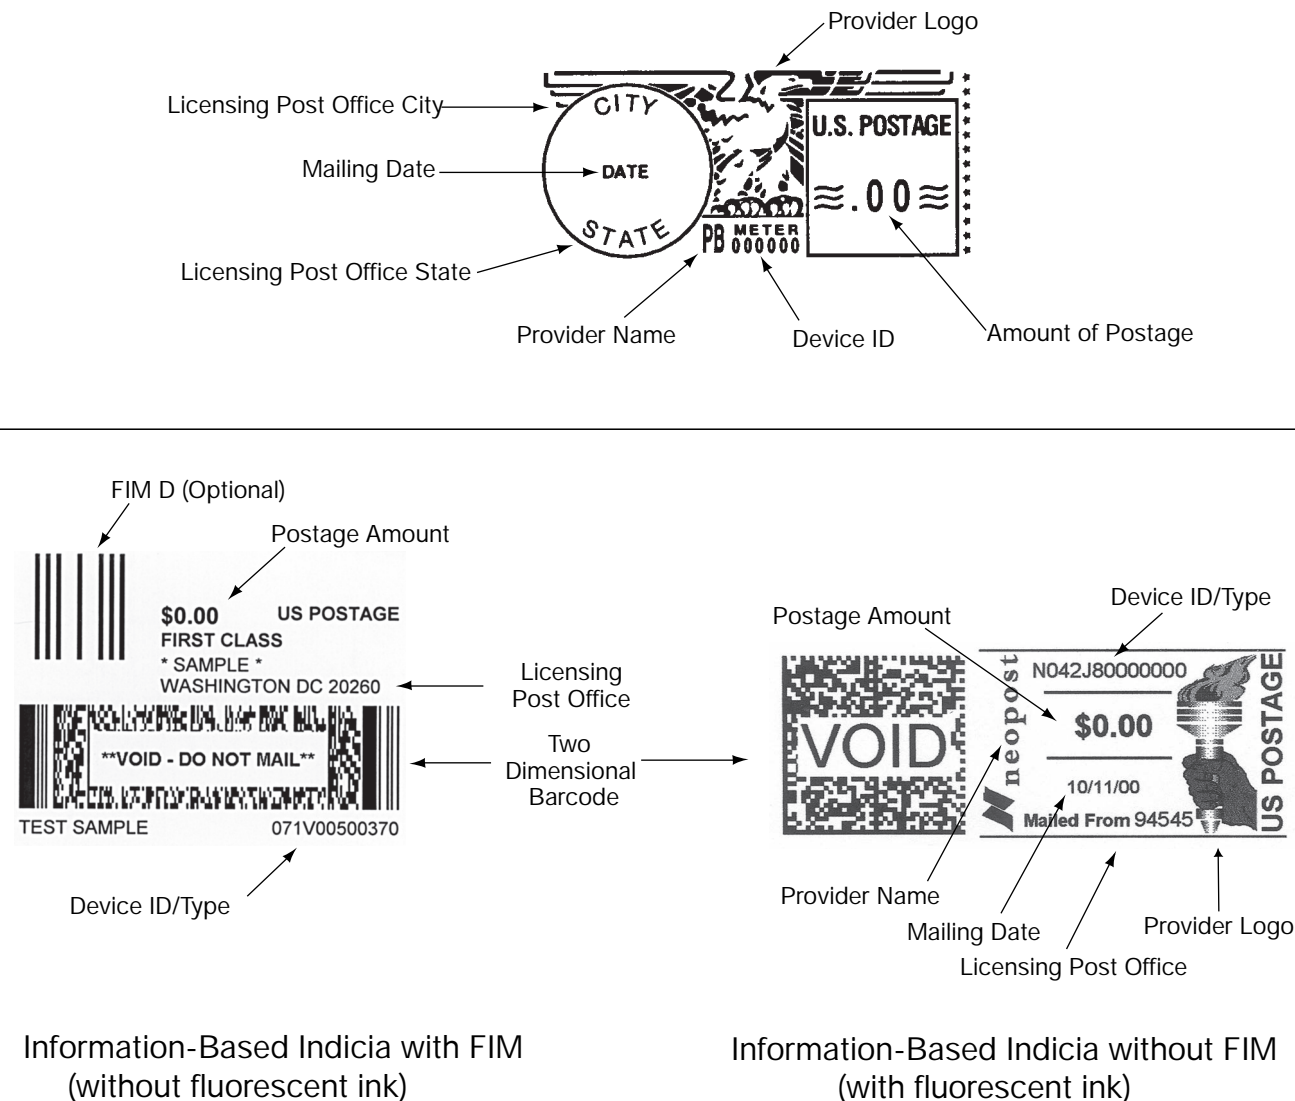 Provider Logo
Licensing Post Office City
CITY
U.S. POSTAGE
Mailing Date
DATE
.00
STATE
PB METER
000000
Licensing Post Office State
Provider Name
Device ID
Amount of Postage
FIM D (Optional)
Postage Amount
$0.00 US POSTAGE
FIRST CLASS
* SAMPLE *
WASHINGTON DC 20260
**VOID - DO NOT MAIL**
TEST SAMPLE 071V00500370
Device ID/Type
Licensing
Post Office
Two
Dimensional
Barcode
Device ID/Type
Postage Amount
VOID
neopost
N042J80000000
$0.00
10/11/00
Mailed From 94545
US POSTAGE
Provider Name
Mailing Date
Licensing Post Office
Provider Logo
Information-Based Indicia with FIM
(without fluorescent ink)
Information-Based Indicia without FIM
(with fluorescent ink)